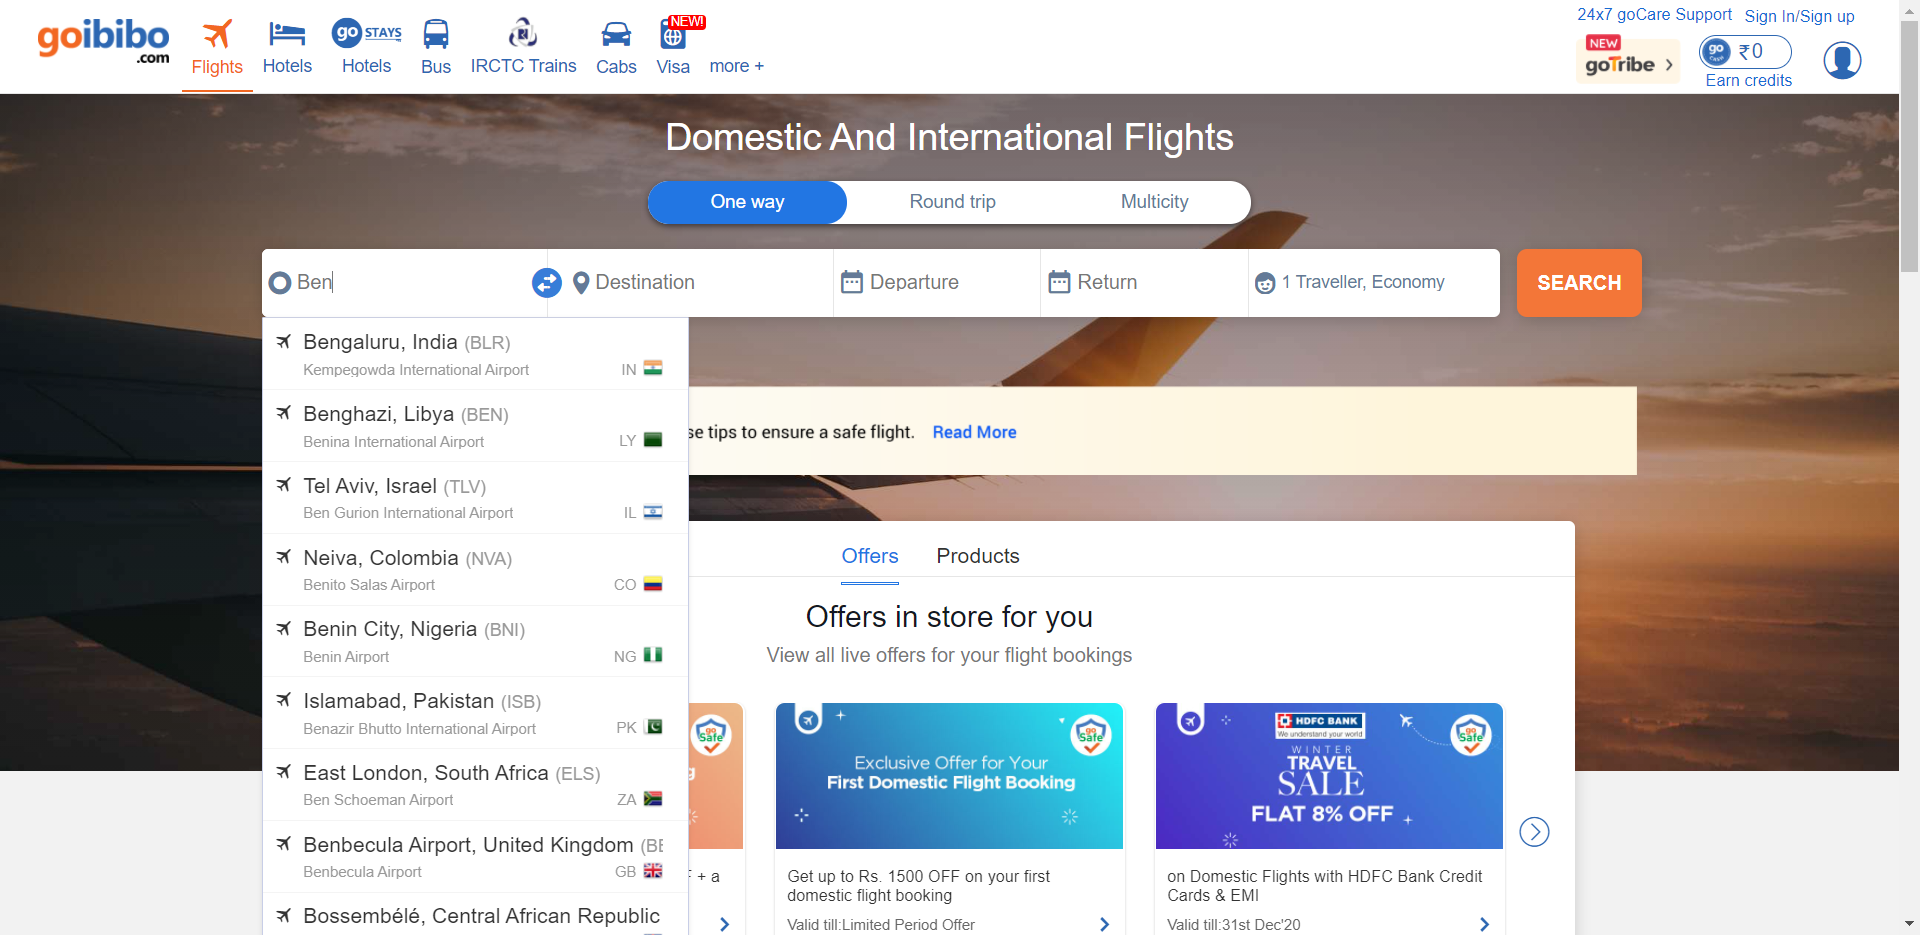 goibibo
.com
Flights
Hotels
go STAYS
Hotels
Bus
IRCTC Trains
Cabs
NEW!
Visa
more +
24x7 goCare Support
Sign In/Sign up
NEW
goTribe
go
CASH
₹0
Earn credits
Domestic And International Flights
One way
Round trip
Multicity
Ben
Destination
Departure
Return
1 Traveller, Economy
SEARCH
Bengaluru, India (BLR)
Kempegowda International Airport
IN
Benghazi, Libya (BEN)
Benina International Airport
LY
Tel Aviv, Israel (TLV)
Ben Gurion International Airport
IL
Neiva, Colombia (NVA)
Benito Salas Airport
CO
Benin City, Nigeria (BNI)
Benin Airport
NG
Islamabad, Pakistan (ISB)
Benazir Bhutto International Airport
PK
East London, South Africa (ELS)
Ben Schoeman Airport
ZA
Benbecula Airport, United Kingdom (BE
Benbecula Airport
GB
Bossembélé, Central African Republic
se tips to ensure a safe flight. Read More
Offers
Products
Offers in store for you
View all live offers for your flight bookings
go
Safe
g
+ a
go
Safe
Exclusive Offer for Your
First Domestic Flight Booking
Get up to Rs. 1500 OFF on your first
domestic flight booking
Valid till:Limited Period Offer
HDFC BANK
We understand your world
go
Safe
WINTER
TRAVEL
SALE
FLAT 8% OFF
on Domestic Flights with HDFC Bank Credit
Cards & EMI
Valid till:31st Dec'20